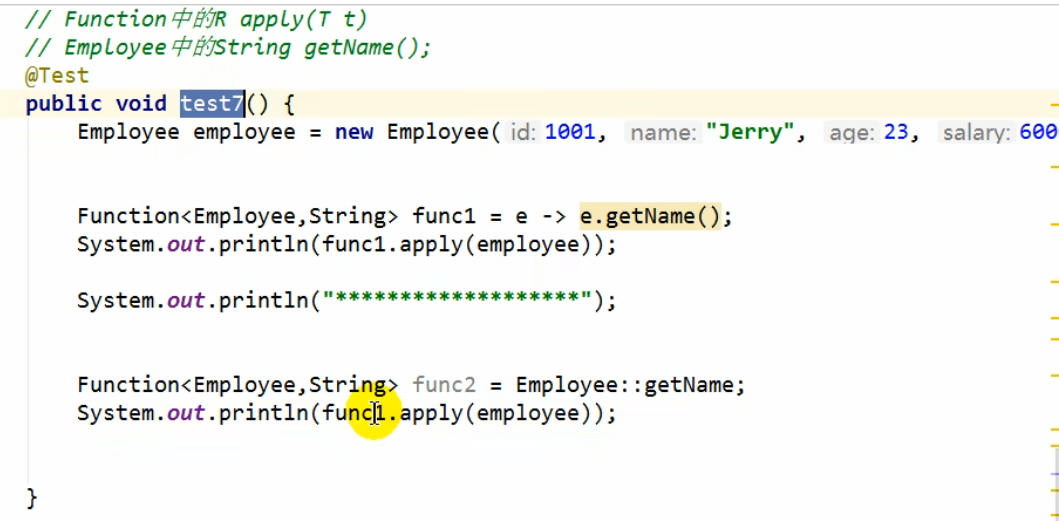 // Function中的R apply(T t)
// Employee中的String getName();
@Test
public void test7() {
Employee employee = new Employee( id: 1001, name: "Jerry", age: 23, salary: 600
Function<Employee,String> func1 = e -> e.getName();
System.out.println(func1.apply(employee));
System.out.println("*******************");
Function<Employee,String> func2 = Employee::getName;
System.out.println(func1.apply(employee));
}